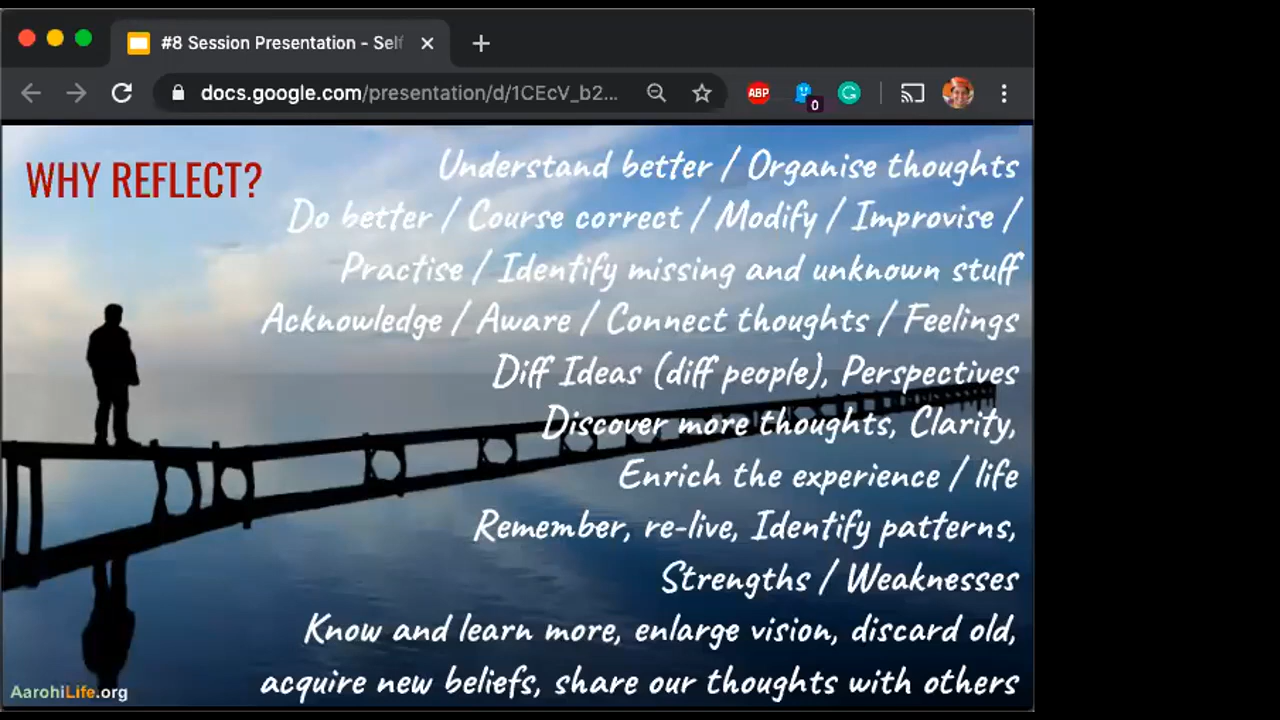 #8 Session Presentation - Self
docs.google.com/presentation/d/1CEcV_b2...
ABP
0
WHY REFLECT?
Understand better / Organise thoughts
Do better / Course correct / Modify / Improvise /
Practise / Identify missing and unknown stuff
Acknowledge / Aware / Connect thoughts / Feelings
Diff Ideas (diff people), Perspectives
Discover more thoughts, Clarity,
Enrich the experience / life
Remember, re-live, Identify patterns,
Strengths / Weaknesses
Know and learn more, enlarge vision, discard old,
acquire new beliefs, share our thoughts with others
AarohiLife.org